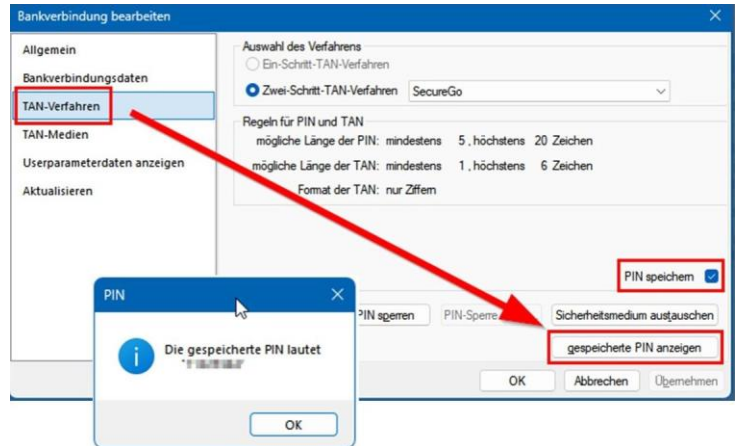 Bankverbindung bearbeiten
Allgemein
Bankverbindungsdaten
TAN-Verfahren
TAN-Medien
Userparameterdaten anzeigen
Aktualisieren
Auswahl des Verfahrens
Ein-Schritt-TAN-Verfahren
Zwei-Schritt-TAN-Verfahren SecureGo
Regeln für PIN und TAN
mögliche Länge der PIN: mindestens 5 , höchstens 20 Zeichen
mögliche Länge der TAN: mindestens 1 , höchstens 6 Zeichen
Format der TAN: nur Ziffern
PIN speichern
PIN sperren PIN-Sperre Sicherheitsmedium austauschen
gespeicherte PIN anzeigen
OK Abbrechen Übernehmen
PIN
Die gespeicherte PIN lautet
OK